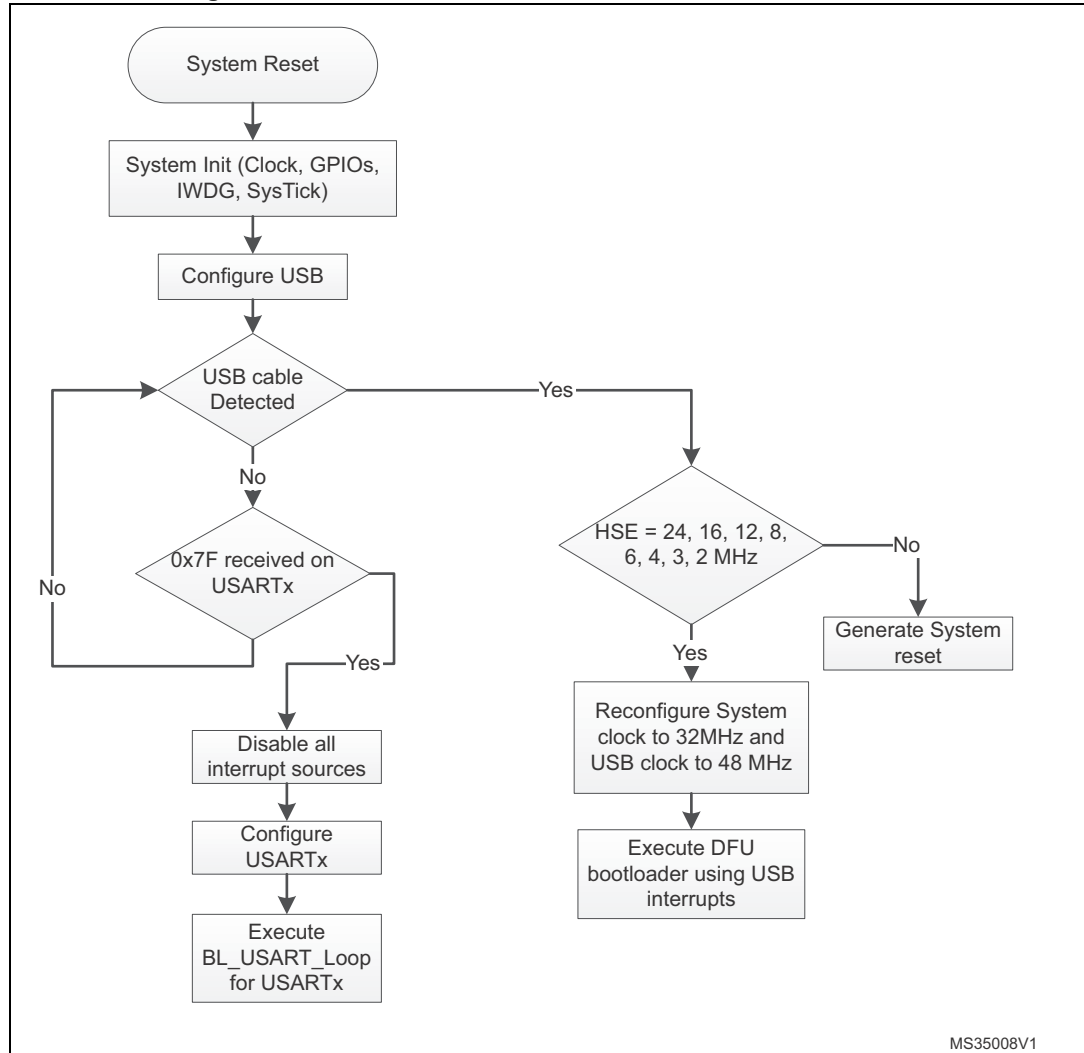 System Reset
System Init (Clock, GPIOs,
IWDG, SysTick)
Configure USB
USB cable
Detected
Yes
No
0x7F received on
USARTx
No
Yes
Disable all
interrupt sources
Configure
USARTx
Execute
BL_USART_Loop
for USARTx
HSE = 24, 16, 12, 8,
6, 4, 3, 2 MHz
No
Generate System
reset
Yes
Reconfigure System
clock to 32MHz and
USB clock to 48 MHz
Execute DFU
bootloader using USB
interrupts
MS35008V1